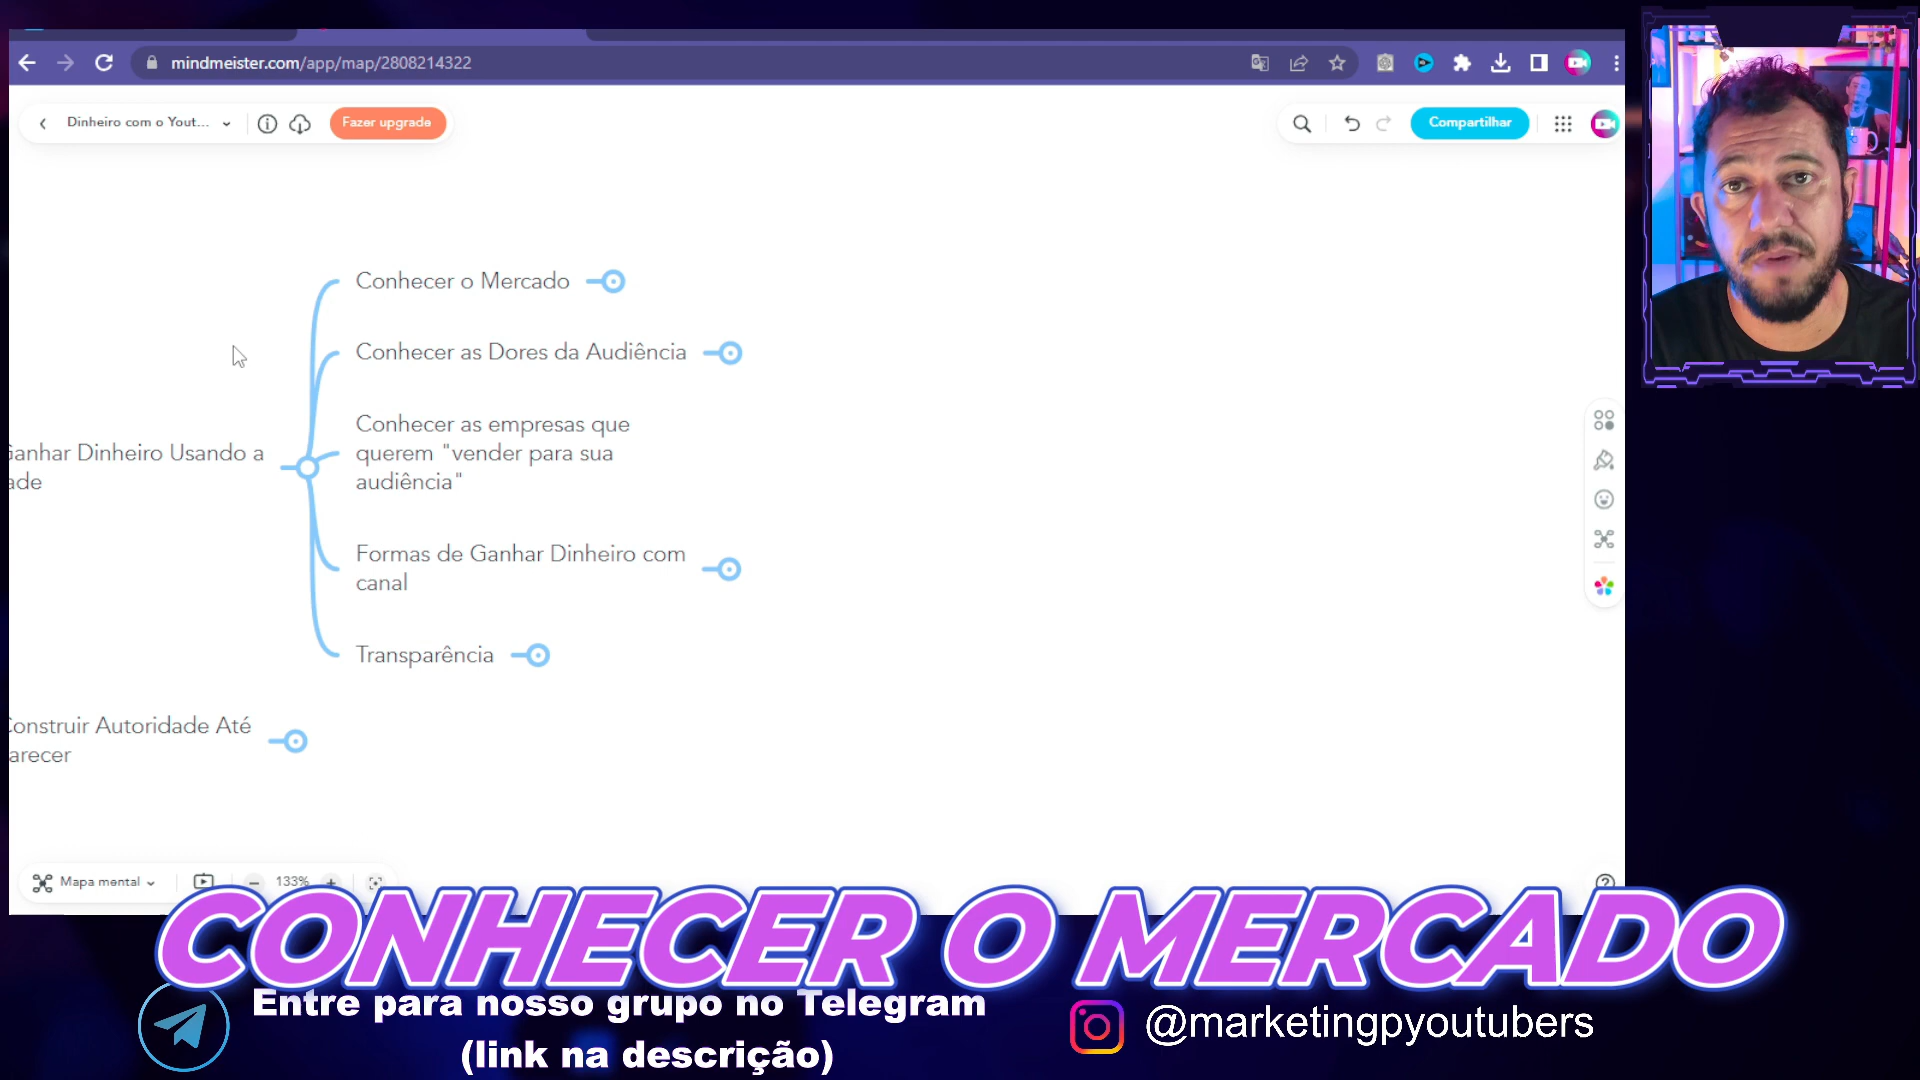 mindmeister.com/app/map/2808214322
Dinheiro com o Yout...
Fazer upgrade
Compartilhar
Conhecer o Mercado
Conhecer as Dores da Audiência
Conhecer as empresas que
querem "vender para sua
audiência"
Ganhar Dinheiro Usando a
ade
Formas de Ganhar Dinheiro com
canal
Transparência
Construir Autoridade Até
arecer
Mapa mental
133%
CONHECER O MERCADO
Entre para nosso grupo no Telegram
(link na descrição)
@marketingpyoutubers